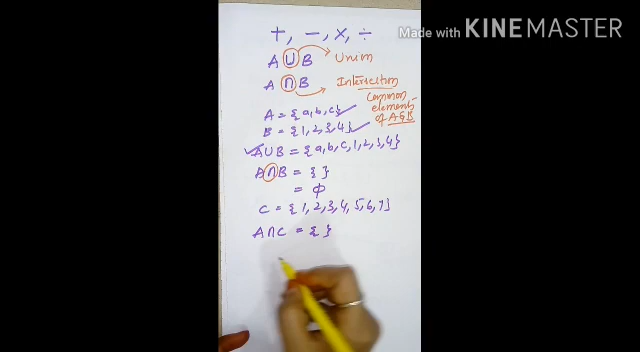 Made with KINEMASTER
+, −, ×, ÷
A ∪ B → Union
A ∩ B → Intersection
Common elements of A & B
A = {a, b, c}
B = {1, 2, 3, 4}
A∪B = {a, b, c, 1, 2, 3, 4}
A∩B = { }
= ϕ
C = {1, 2, 3, 4, 5, 6, 7}
A∩C = { }